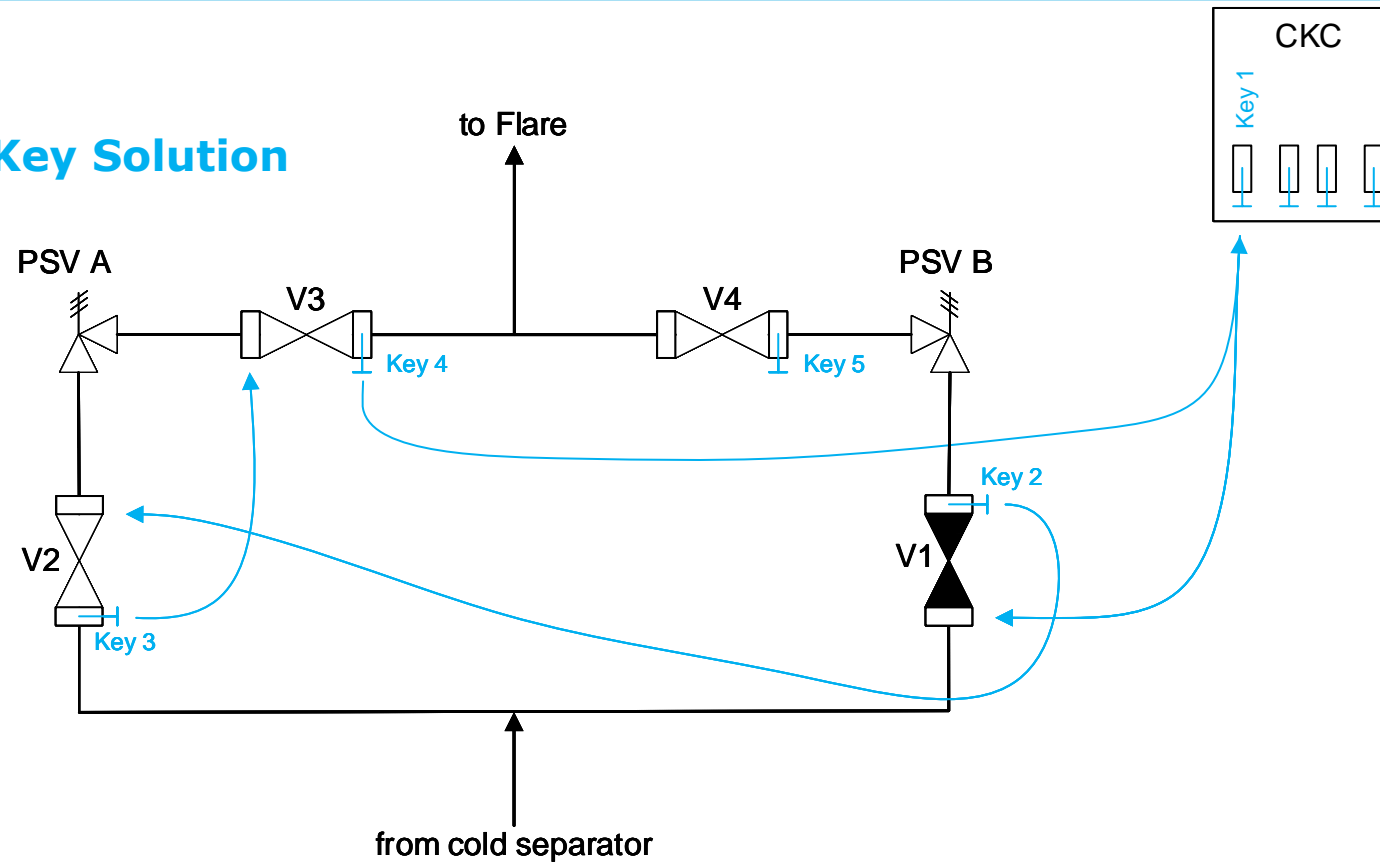 CKC
Key 1
to Flare
Key Solution
PSV A
PSV B
V3
V4
Key 4
Key 5
Key 2
V2
V1
Key 3
from cold separator